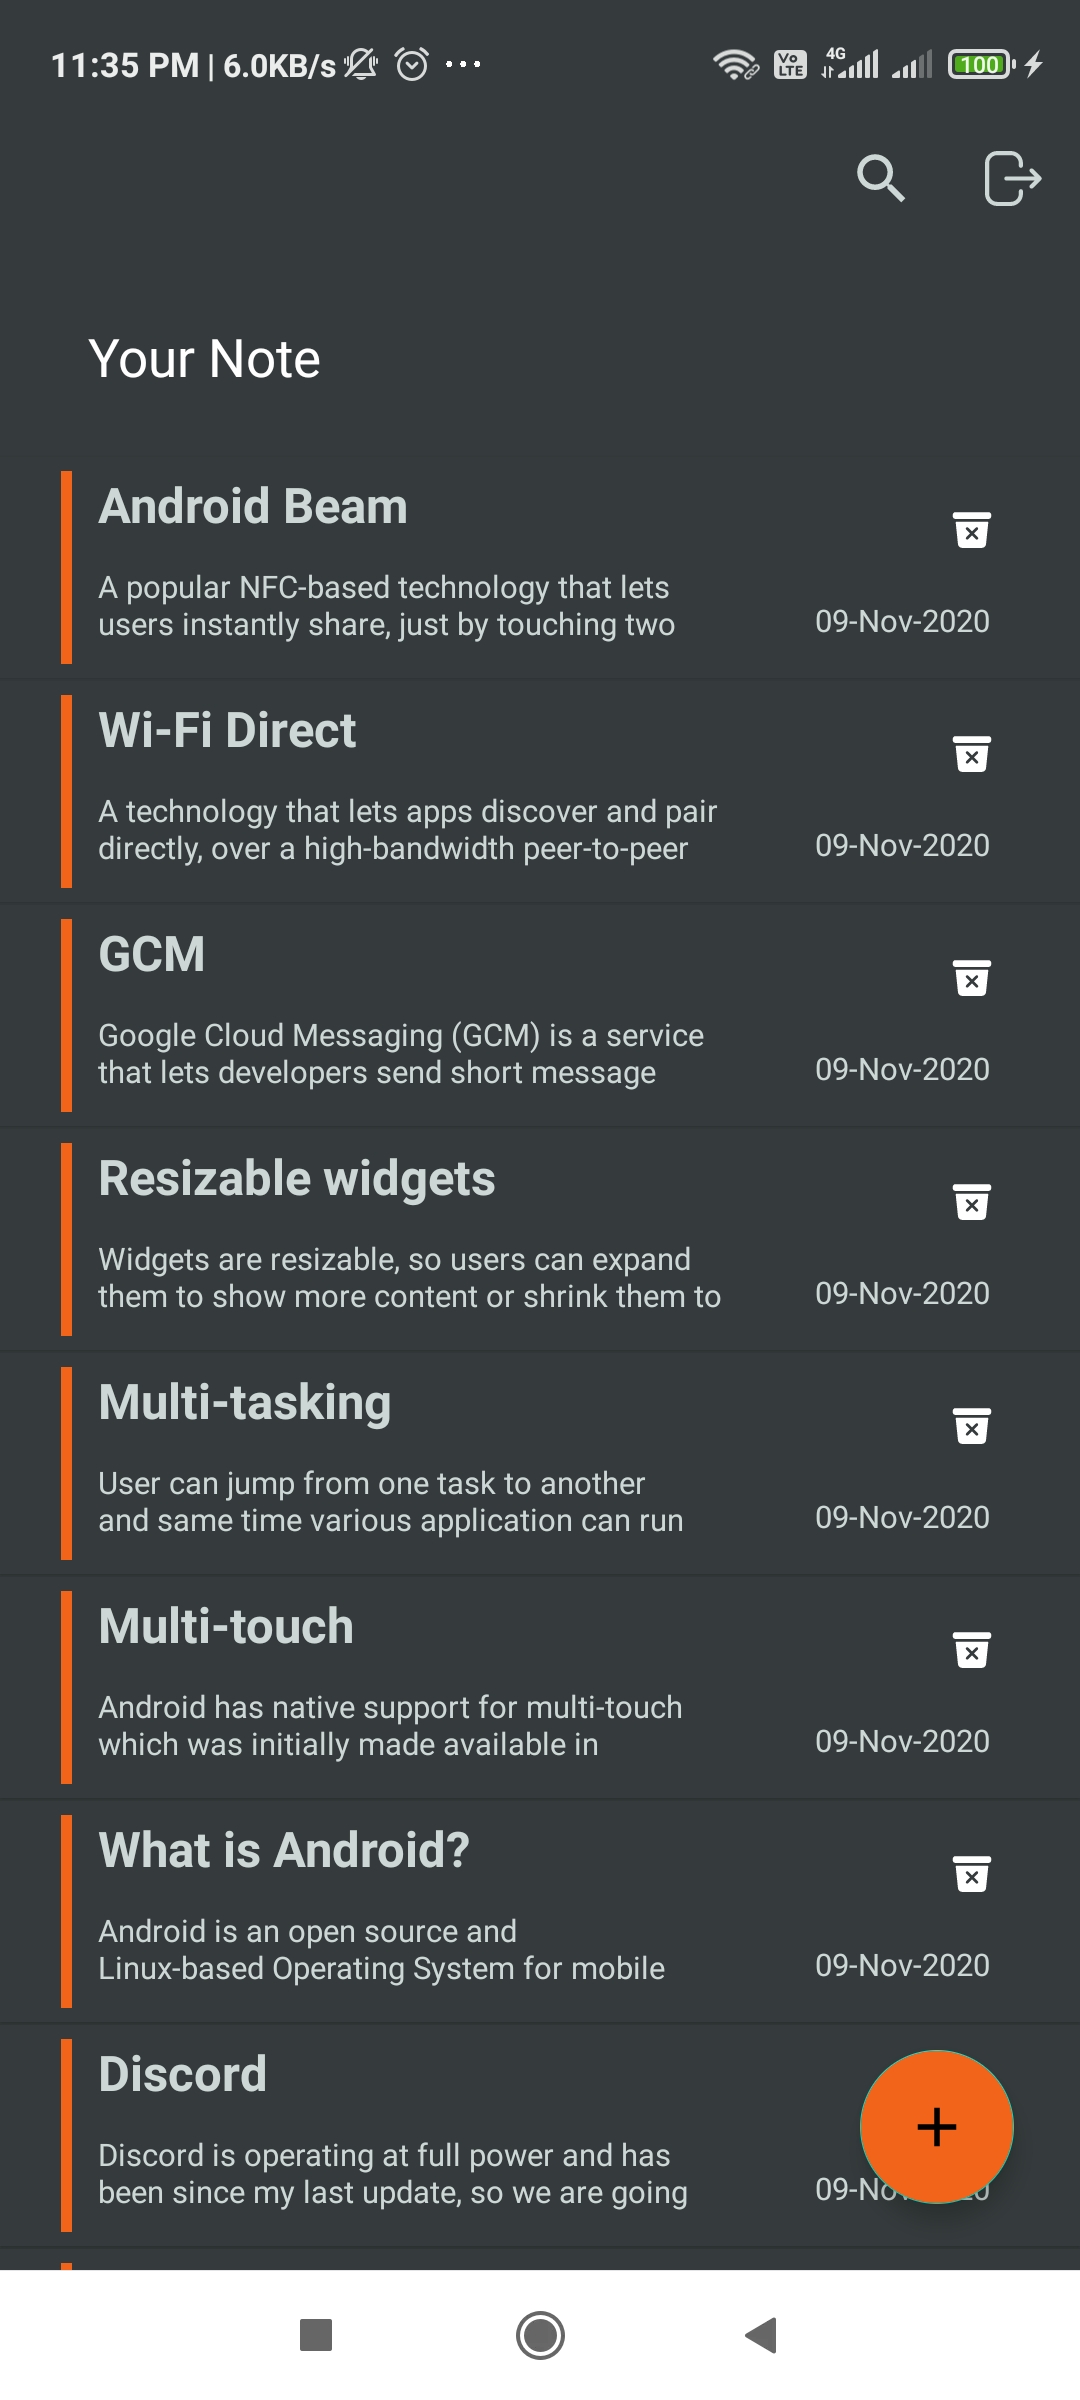 11:35 PM | 6.0KB/s
Vo LTE
4G
100
Your Note
Android Beam
A popular NFC-based technology that lets
users instantly share, just by touching two
09-Nov-2020
Wi-Fi Direct
A technology that lets apps discover and pair
directly, over a high-bandwidth peer-to-peer
09-Nov-2020
GCM
Google Cloud Messaging (GCM) is a service
that lets developers send short message
09-Nov-2020
Resizable widgets
Widgets are resizable, so users can expand
them to show more content or shrink them to
09-Nov-2020
Multi-tasking
User can jump from one task to another
and same time various application can run
09-Nov-2020
Multi-touch
Android has native support for multi-touch
which was initially made available in
09-Nov-2020
What is Android?
Android is an open source and
Linux-based Operating System for mobile
09-Nov-2020
Discord
Discord is operating at full power and has
been since my last update, so we are going